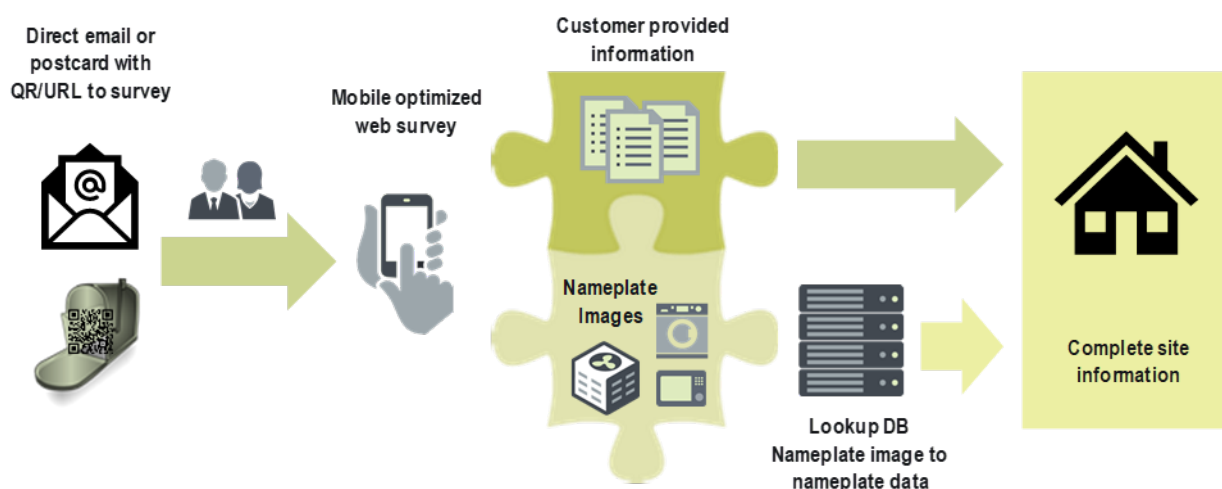 Direct email or
postcard with
QR/URL to survey
@
Mobile optimized
web survey
Customer provided
information
Nameplate
Images
Lookup DB
Nameplate image to
nameplate data
Complete site
information